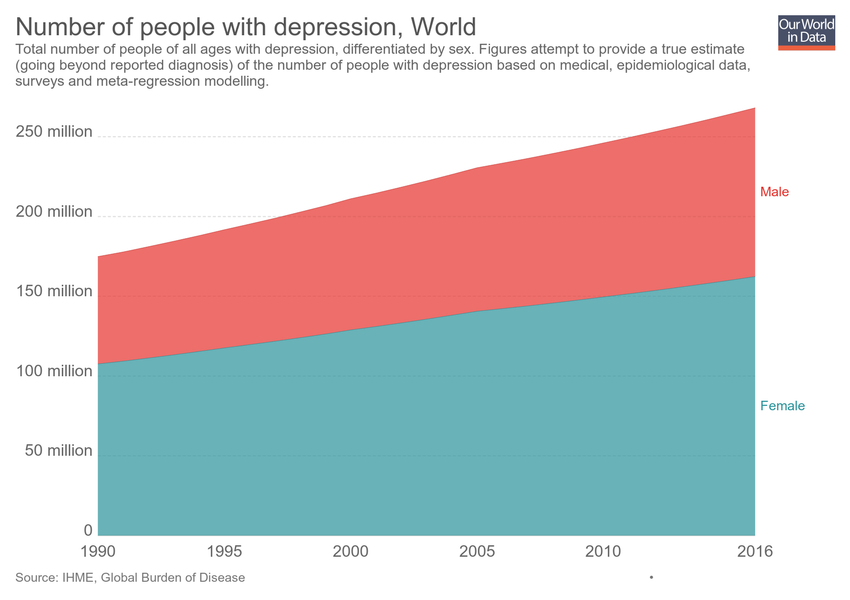 Number of people with depression, World
Our World
in Data
Total number of people of all ages with depression, differentiated by sex. Figures attempt to provide a true estimate
(going beyond reported diagnosis) of the number of people with depression based on medical, epidemiological data,
surveys and meta-regression modelling.
250 million
200 million
Male
150 million
100 million
Female
50 million
0
1990 1995 2000 2005 2010 2016
Source: IHME, Global Burden of Disease